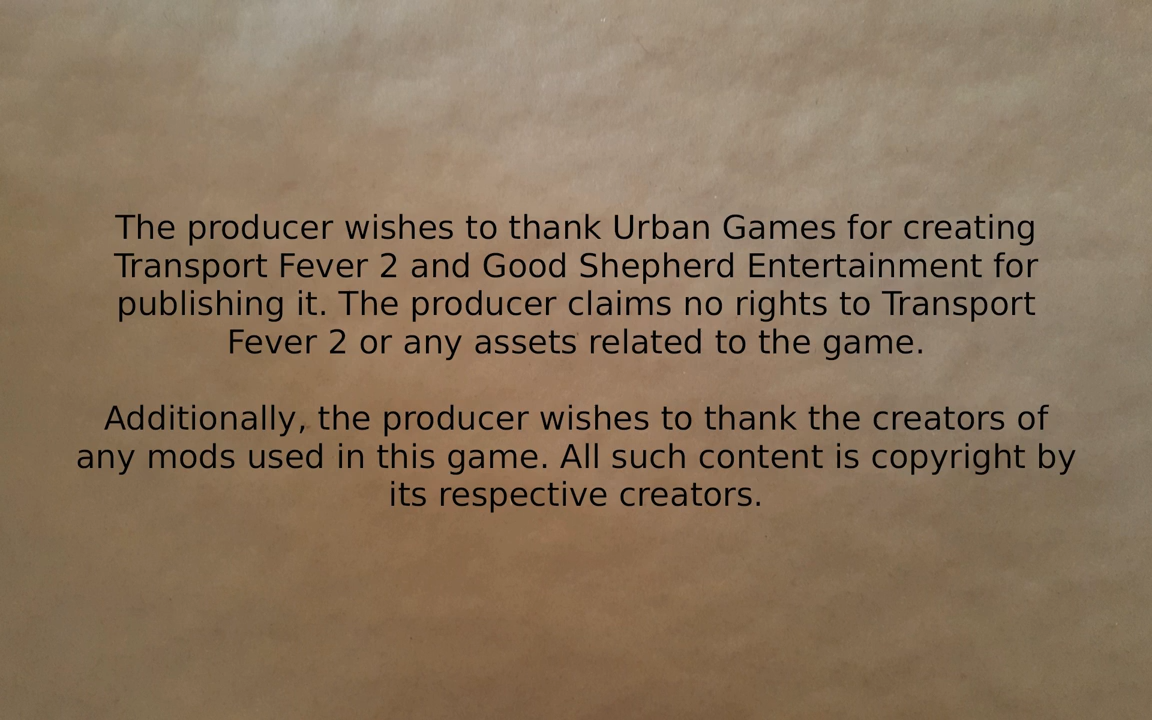 The producer wishes to thank Urban Games for creating
Transport Fever 2 and Good Shepherd Entertainment for
publishing it. The producer claims no rights to Transport
Fever 2 or any assets related to the game.
Additionally, the producer wishes to thank the creators of
any mods used in this game. All such content is copyright by
its respective creators.